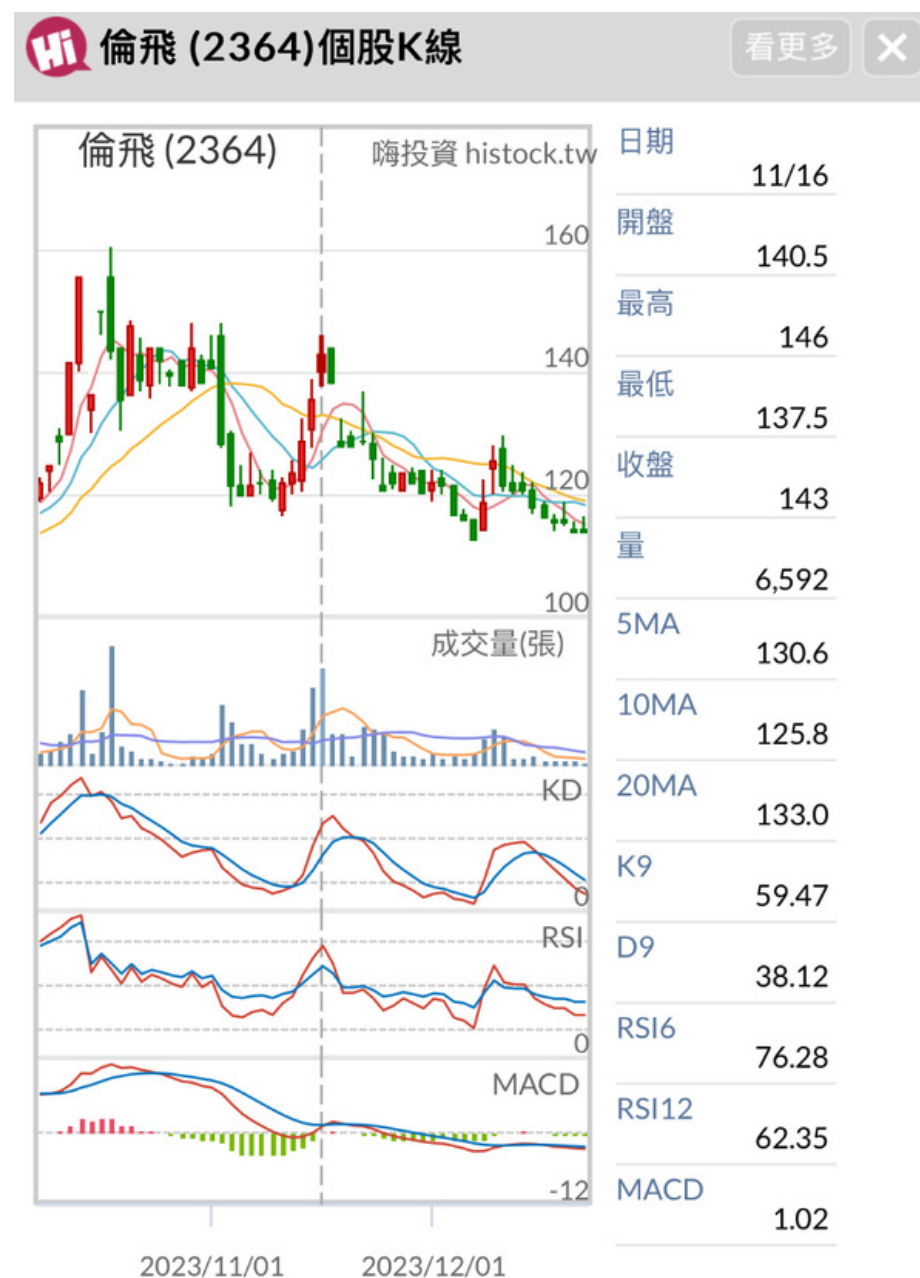 Hi 倫飛 (2364)個股K線 看更多 ×
倫飛 (2364) 嗨投資 histock.tw
160
140
120
100
成交量(張)
KD
0
RSI
0
MACD
-12
2023/11/01 2023/12/01
日期
11/16
開盤
140.5
最高
146
最低
137.5
收盤
143
量
6,592
5MA
130.6
10MA
125.8
20MA
133.0
K9
59.47
D9
38.12
RSI6
76.28
RSI12
62.35
MACD
1.02